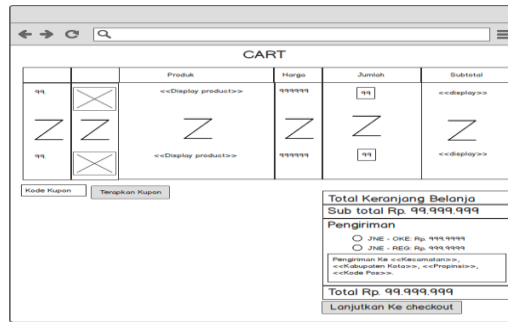 CART
Produk Harga Jumlah Subtotal
99. <<Display product>> 999999 99 <<display>>
99. <<Display product>> 999999 99 <<display>>
Kode Kupon Terapkan Kupon
Total Keranjang Belanja
Sub total Rp. 99.999.999
Pengiriman
JNE - OKE: Rp. 999.9999
JNE - REG: Rp. 999.9999
Pengiriman Ke <<Kecamatan>>,
<<Kabupaten Kota>>, <<Propinsi>>,
<<Kode Pos>>.
Total Rp. 99.999.999
Lanjutkan Ke checkout